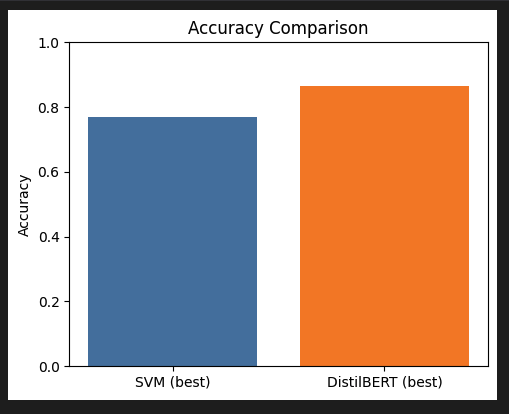 Accuracy Comparison
1.0
0.8
0.6
0.4
0.2
0.0
Accuracy
SVM (best)
DistilBERT (best)